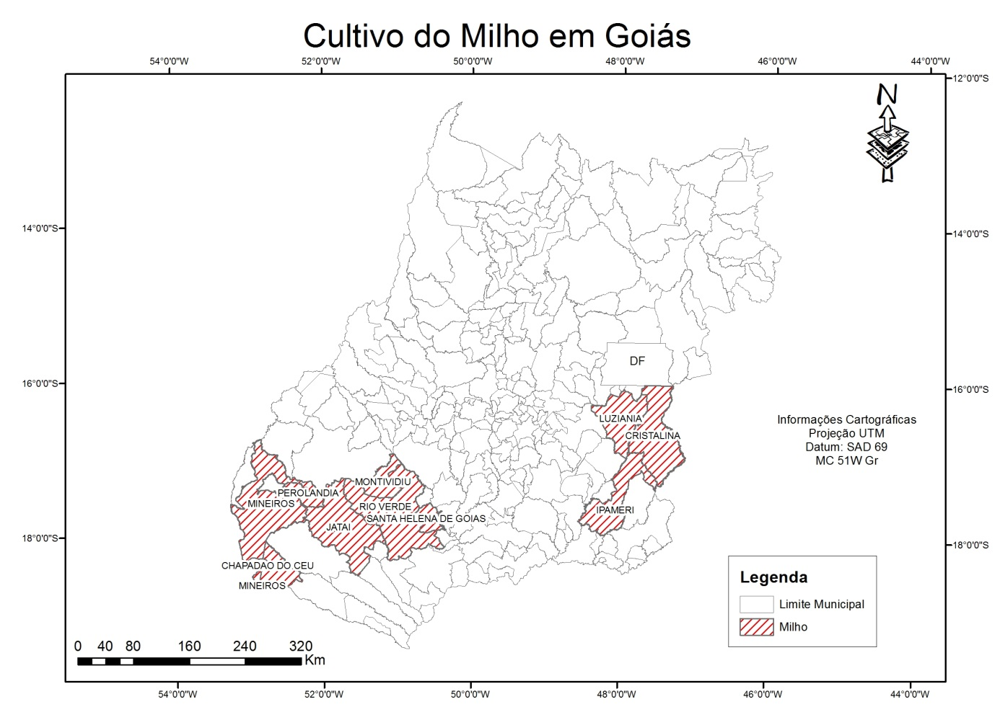 Cultivo do Milho em Goiás
54°0'0"W 52°0'0"W 50°0'0"W 48°0'0"W 46°0'0"W 44°0'0"W
12°0'0"S
N
14°0'0"S 14°0'0"S
DF
16°0'0"S 16°0'0"S
LUZIANIA
CRISTALINA
Informações Cartográficas
Projeção UTM
Datum: SAD 69
MC 51W Gr
MONTIVIDIU
PEROLANDIA
MINEIROS
RIO VERDE
IPAMERI
SANTA HELENA DE GOIAS
JATAI
18°0'0"S 18°0'0"S
CHAPADAO DO CEU
MINEIROS
Legenda
Limite Municipal
Milho
0 40 80 160 240 320
Km
54°0'0"W 52°0'0"W 50°0'0"W 48°0'0"W 46°0'0"W 44°0'0"W